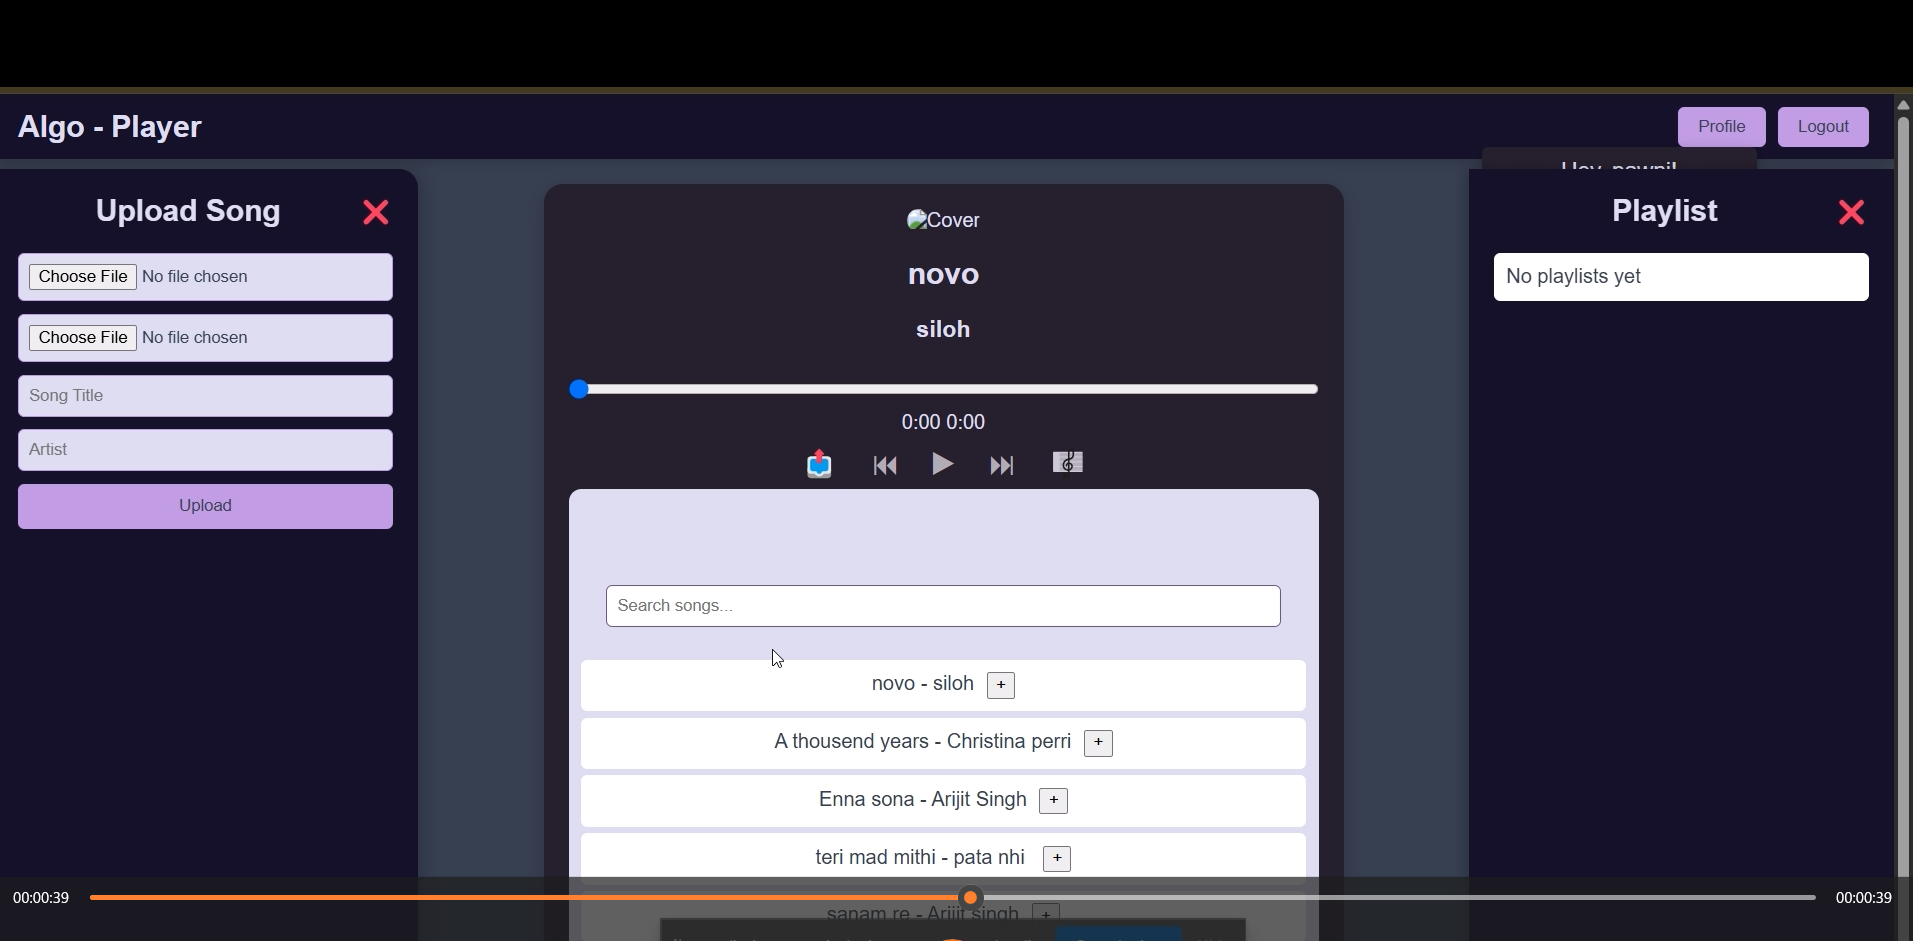 Algo - Player
Profile
Logout
Upload Song
Choose File No file chosen
Choose File No file chosen
Song Title
Artist
Upload
Cover
novo
siloh
0:00 0:00
Search songs...
novo - siloh +
A thousend years - Christina perri +
Enna sona - Arijit Singh +
teri mad mithi - pata nhi +
sanam re - Arijit singh +
Playlist
No playlists yet
00:00:39
00:00:39